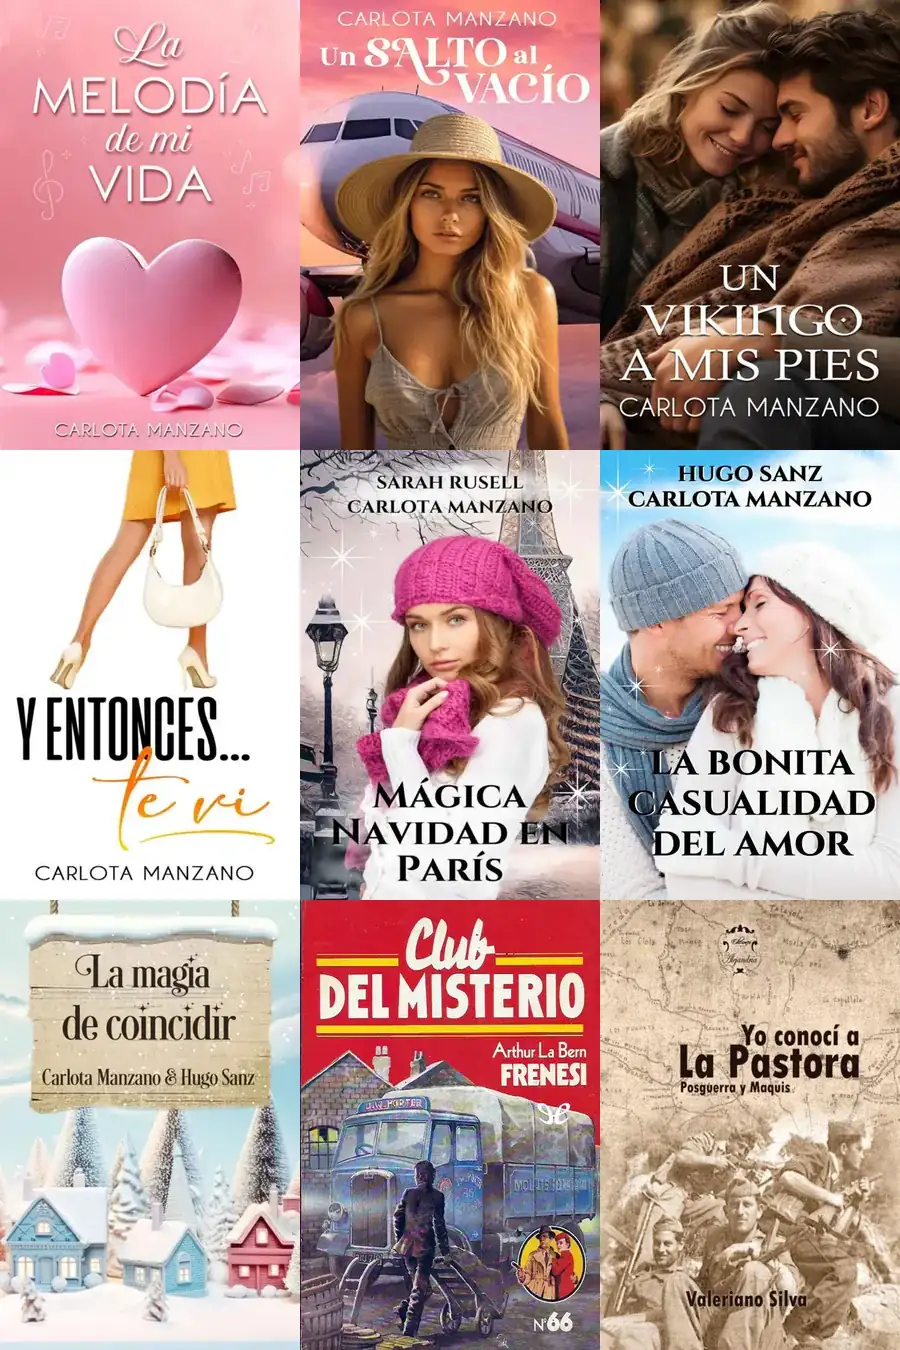 La
MELODÍA
de mi
VIDA
CARLOTA MANZANO
CARLOTA MANZANO
Un SALTO al
VACÍO
UN
VIKINGO
A MIS PIES
CARLOTA MANZANO
Y ENTONCES...
te vi
CARLOTA MANZANO
SARAH RUSELL
CARLOTA MANZANO
MÁGICA
NAVIDAD EN
PARÍS
HUGO SANZ
CARLOTA MANZANO
LA BONITA
CASUALIDAD
DEL AMOR
La magia
de coincidir
Carlota Manzano & Hugo Sanz
Club
DEL MISTERIO
Arthur La Bern
FRENESI
Nº66
Yo conocí a
La Pastora
Posguerra y Maquis
Valeriano Silva